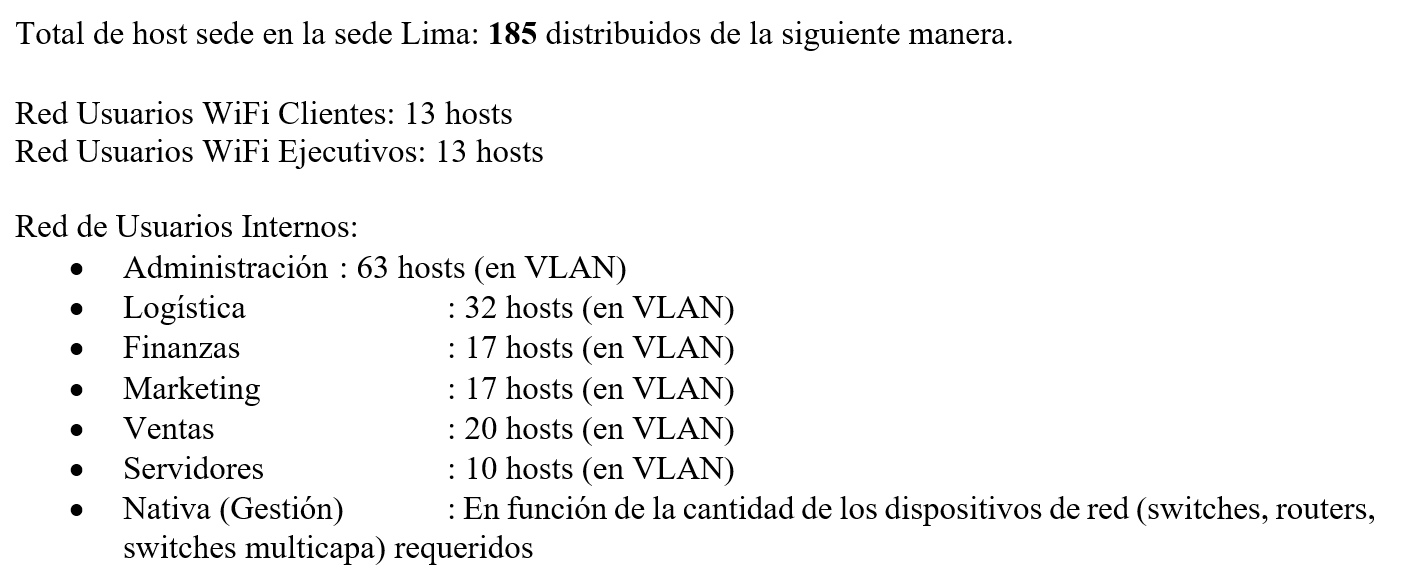 Total de host sede en la sede Lima: 185 distribuidos de la siguiente manera.
Red Usuarios WiFi Clientes: 13 hosts
Red Usuarios WiFi Ejecutivos: 13 hosts
Red de Usuarios Internos:
• Administración : 63 hosts (en VLAN)
• Logística : 32 hosts (en VLAN)
• Finanzas : 17 hosts (en VLAN)
• Marketing : 17 hosts (en VLAN)
• Ventas : 20 hosts (en VLAN)
• Servidores : 10 hosts (en VLAN)
• Nativa (Gestión) : En función de la cantidad de los dispositivos de red (switches, routers,
switches multicapa) requeridos